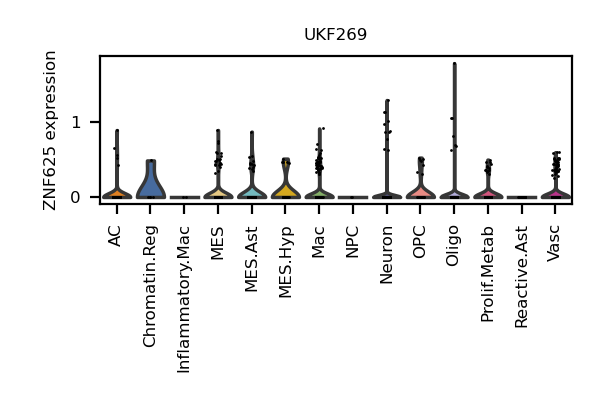 UKF269
ZNF625 expression
1
0
AC
Chromatin.Reg
Inflammatory.Mac
MES
MES.Ast
MES.Hyp
Mac
NPC
Neuron
OPC
Oligo
Prolif.Metab
Reactive.Ast
Vasc